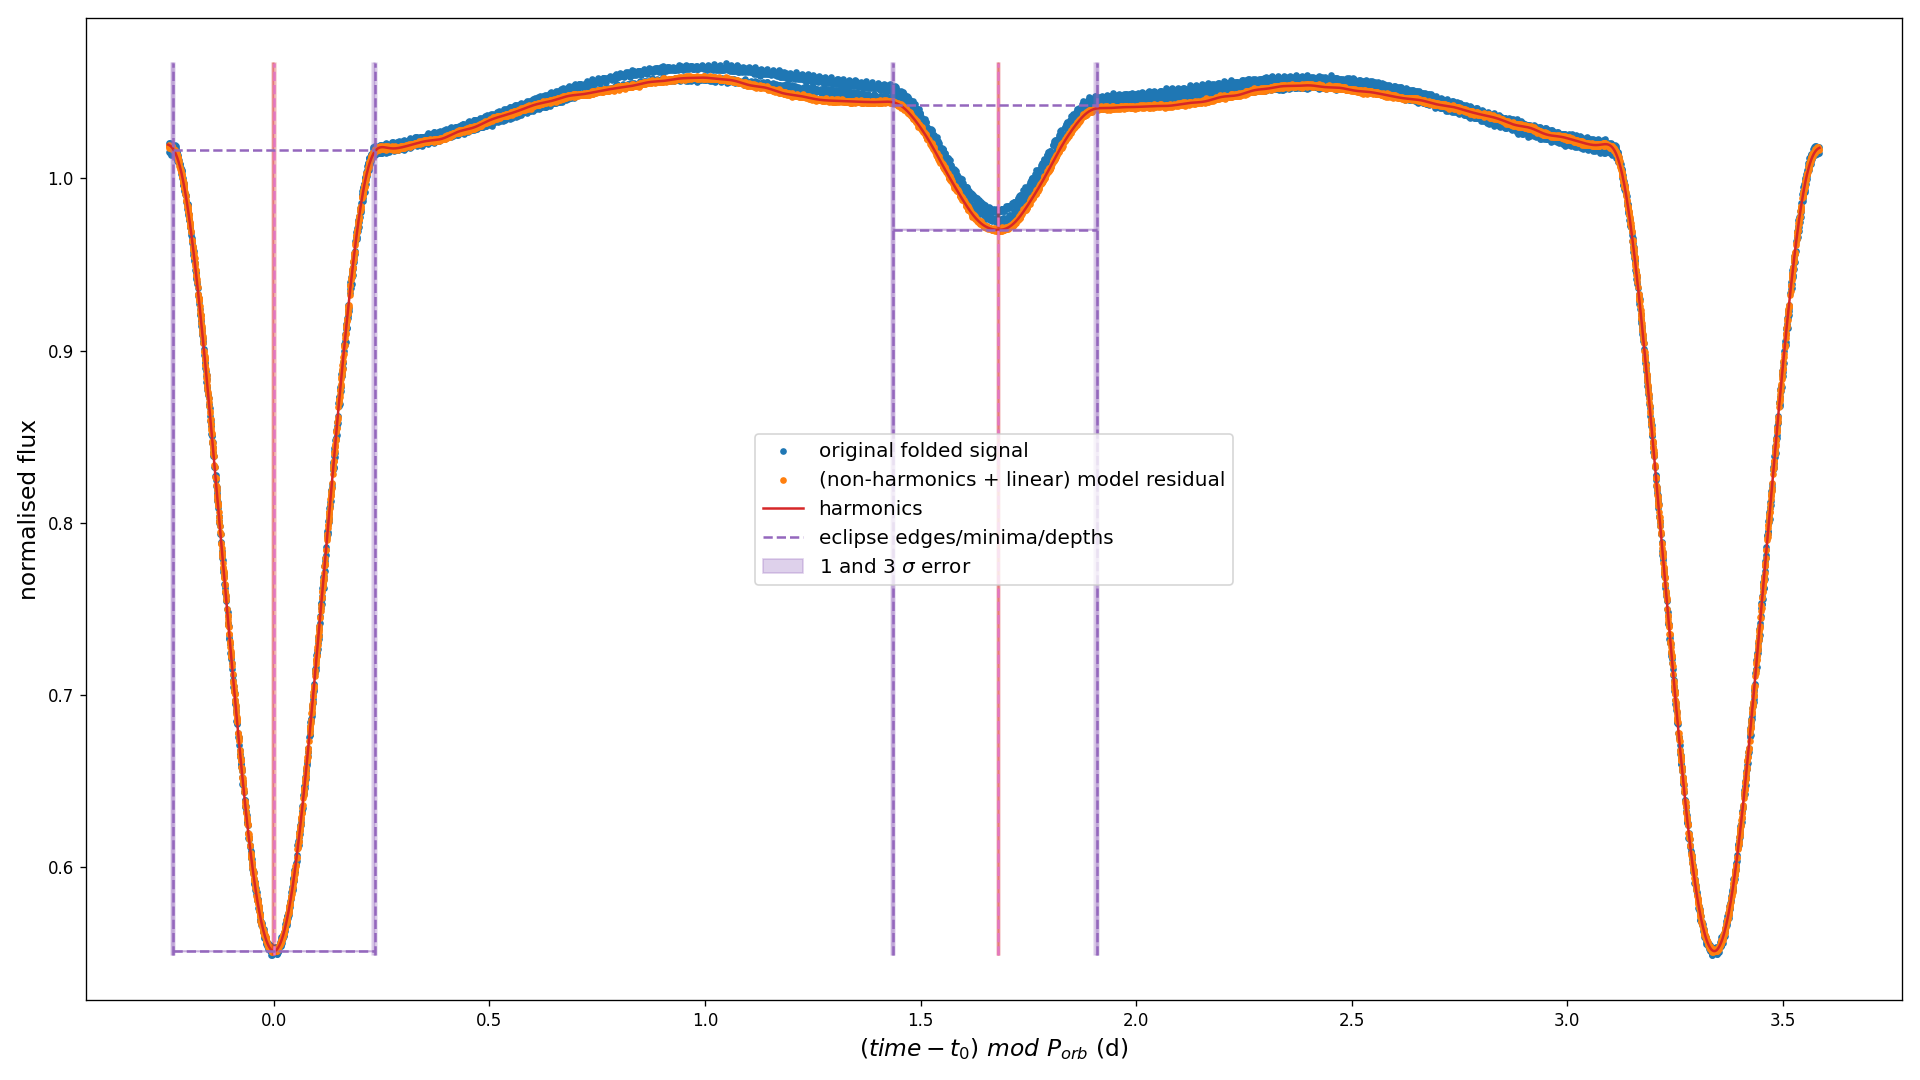 normalised flux
1.0
0.9
0.8
0.7
0.6
original folded signal
(non-harmonics + linear) model residual
harmonics
eclipse edges/minima/depths
1 and 3 σ error
0.0 0.5 1.0 1.5 2.0 2.5 3.0 3.5
(time − t₀) mod Pₒᵣb (d)